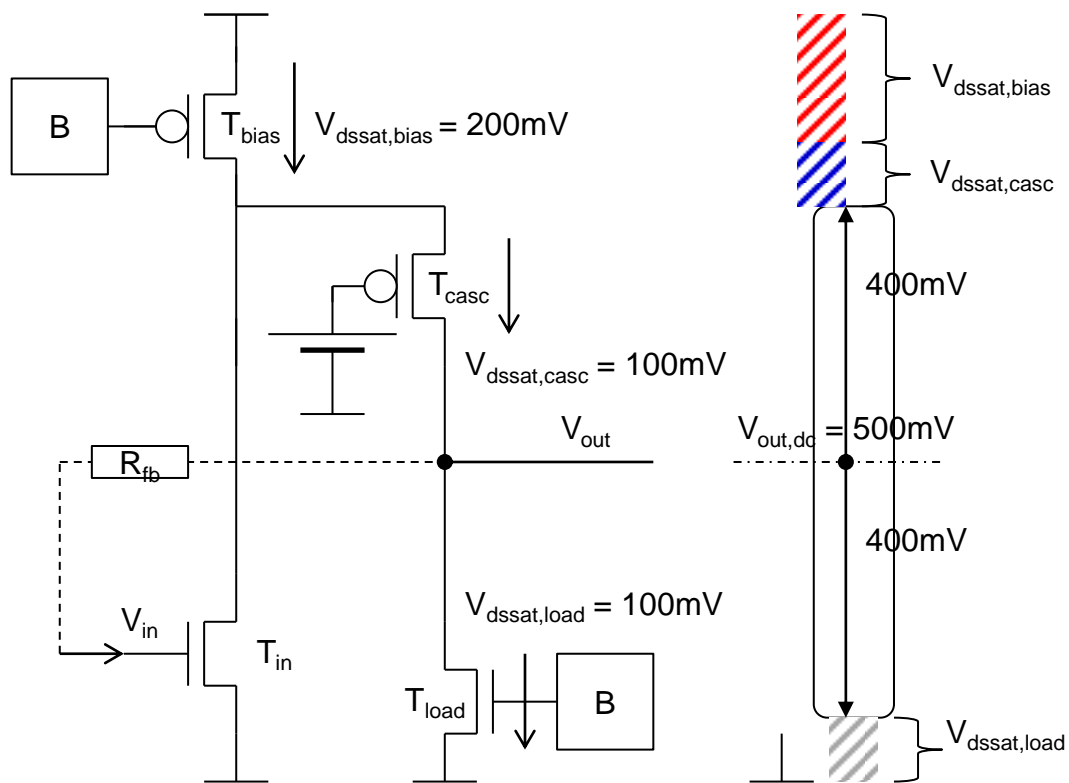 B
T_bias
V_dssat,bias = 200mV
V_dssat,bias
V_dssat,casc
T_casc
400mV
V_dssat,casc = 100mV
V_out
V_out,dc = 500mV
R_fb
400mV
V_dssat,load = 100mV
V_in
T_in
T_load
B
V_dssat,load